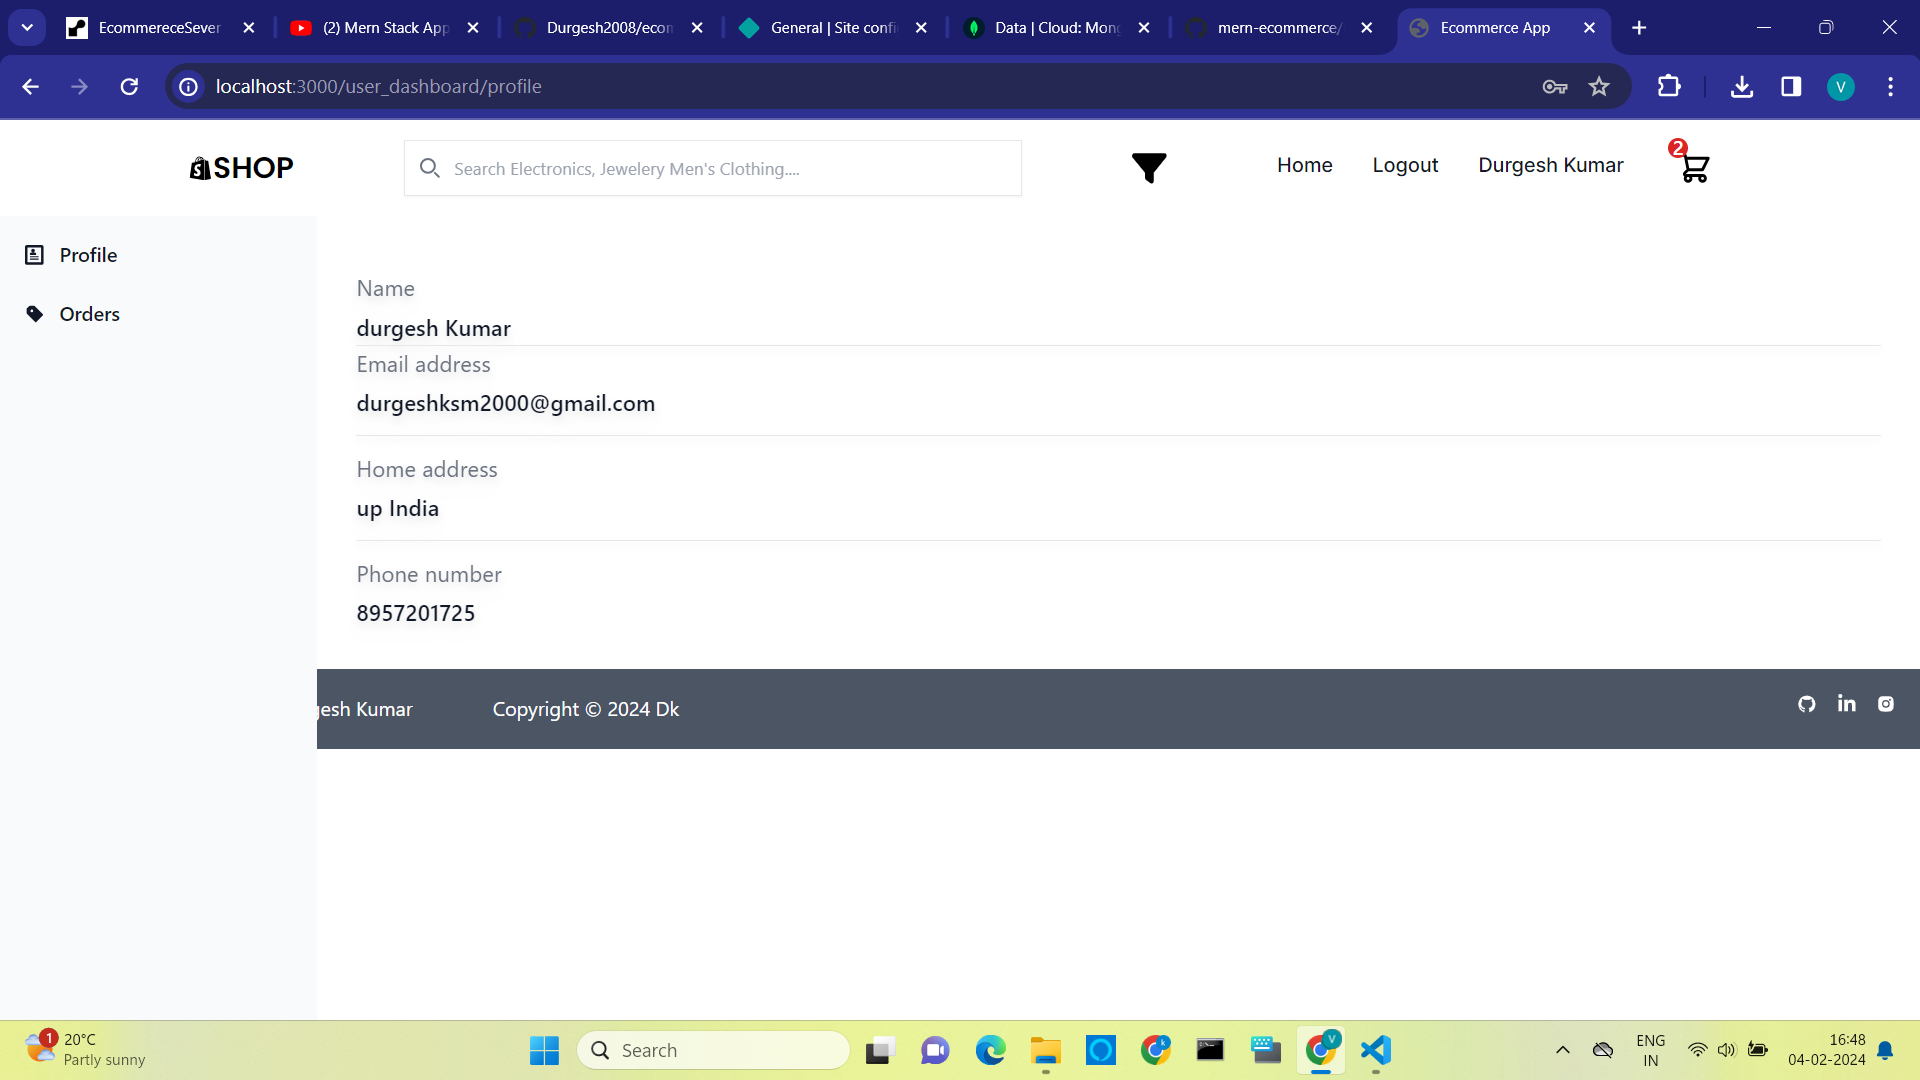 EcommereceSever
(2) Mern Stack App
Durgesh2008/econ
General | Site confi
Data | Cloud: Mong
mern-ecommerce/
Ecommerce App
localhost:3000/user_dashboard/profile
V
SHOP
Search Electronics, Jewelery Men's Clothing....
Home
Logout
Durgesh Kumar
2
Profile
Orders
Name
durgesh Kumar
Email address
durgeshksm2000@gmail.com
Home address
up India
Phone number
8957201725
gesh Kumar
Copyright © 2024 Dk
1
20°C
Partly sunny
Search
ENG
IN
16:48
04-02-2024